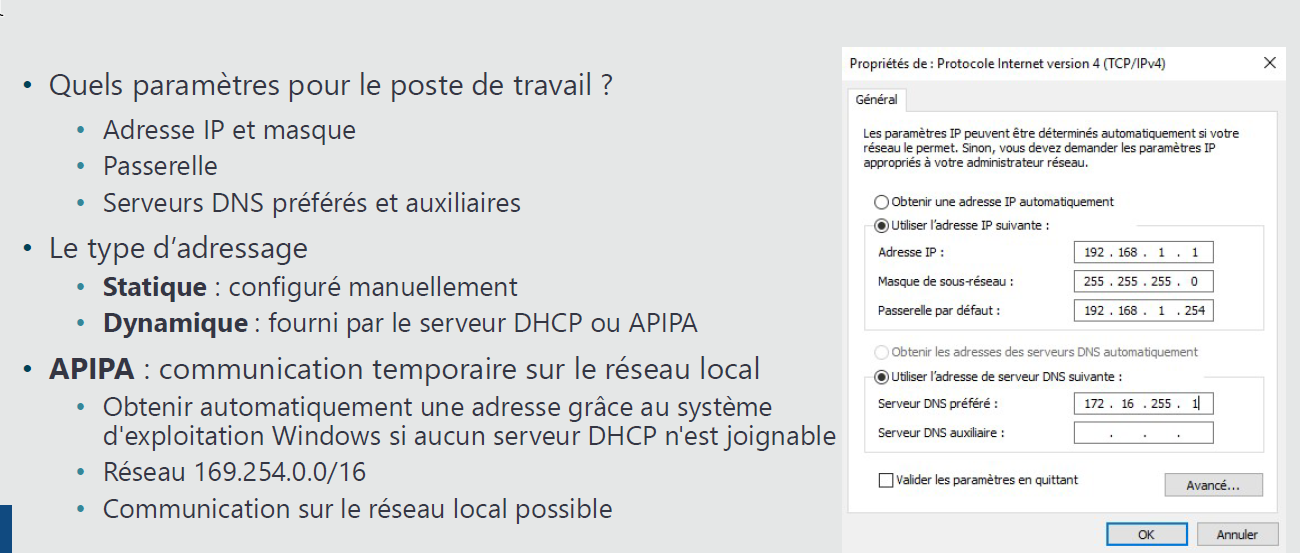 • Quels paramètres pour le poste de travail ?
• Adresse IP et masque
• Passerelle
• Serveurs DNS préférés et auxiliaires
• Le type d’adressage
• Statique : configuré manuellement
• Dynamique : fourni par le serveur DHCP ou APIPA
• APIPA : communication temporaire sur le réseau local
• Obtenir automatiquement une adresse grâce au système
d'exploitation Windows si aucun serveur DHCP n'est joignable
• Réseau 169.254.0.0/16
• Communication sur le réseau local possible
Propriétés de : Protocole Internet version 4 (TCP/IPv4)
Général
Les paramètres IP peuvent être déterminés automatiquement si votre
réseau le permet. Sinon, vous devez demander les paramètres IP
appropriés à votre administrateur réseau.
Obtenir une adresse IP automatiquement
Utiliser l’adresse IP suivante :
Adresse IP : 192 . 168 . 1 . 1
Masque de sous-réseau : 255 . 255 . 255 . 0
Passerelle par défaut : 192 . 168 . 1 . 254
Obtenir les adresses des serveurs DNS automatiquement
Utiliser l’adresse de serveur DNS suivante :
Serveur DNS préféré : 172 . 16 . 255 . 1
Serveur DNS auxiliaire : . . .
Valider les paramètres en quittant
Avancé...
OK Annuler